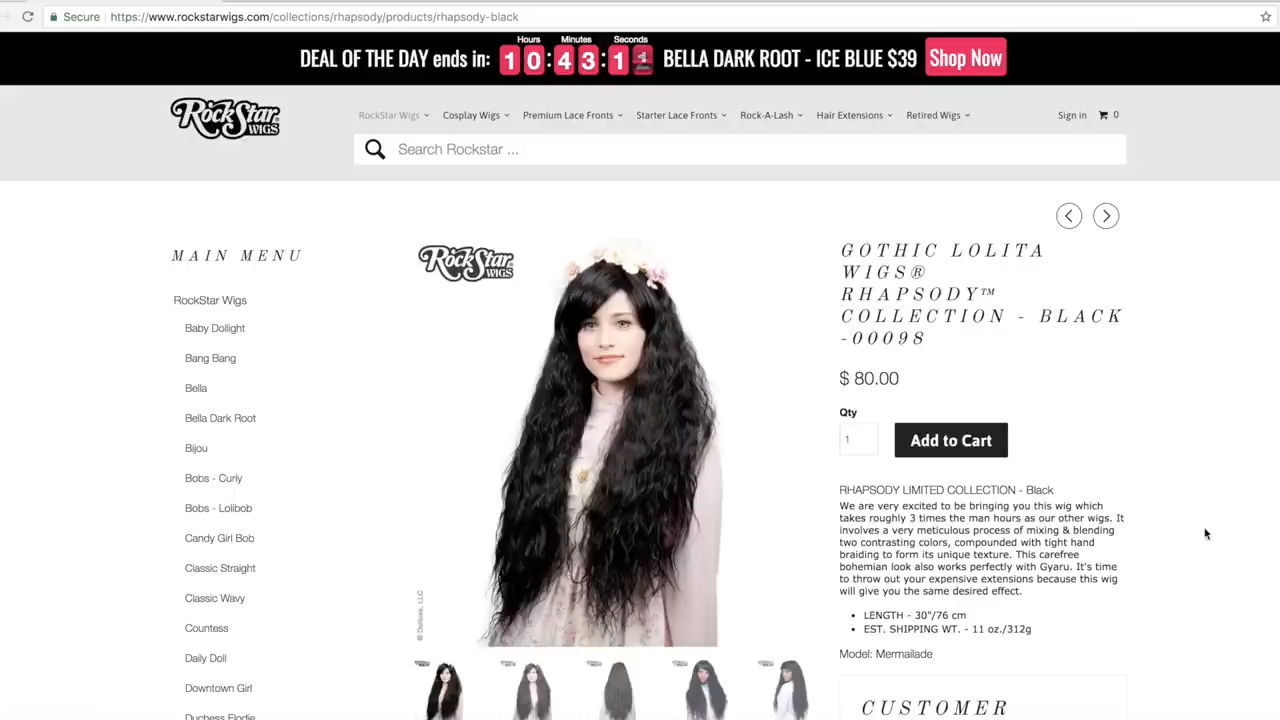 Secure https://www.rockstarwigs.com/collections/rhapsody/products/rhapsody-black
Hours Minutes Seconds
DEAL OF THE DAY ends in: 10:43:1 BELLA DARK ROOT - ICE BLUE $39 Shop Now
RockStar WIGS
RockStar Wigs Cosplay Wigs Premium Lace Fronts Starter Lace Fronts Rock-A-Lash Hair Extensions Retired Wigs Sign in 0
Search Rockstar ...
MAIN MENU
RockStar Wigs
Baby Dollight
Bang Bang
Bella
Bella Dark Root
Bijou
Bobs - Curly
Bobs - Lolibob
Candy Girl Bob
Classic Straight
Classic Wavy
Countess
Daily Doll
Downtown Girl
Duchess Elodie
RockStar WIGS
© Dolluxe, LLC
GOTHIC LOLITA
WIGS®
RHAPSODY™
COLLECTION - BLACK
-00098
$ 80.00
Qty
1 Add to Cart
RHAPSODY LIMITED COLLECTION - Black
We are very excited to be bringing you this wig which
takes roughly 3 times the man hours as our other wigs. It
involves a very meticulous process of mixing & blending
two contrasting colors, compounded with tight hand
braiding to form its unique texture. This carefree
bohemian look also works perfectly with Gyaru. It's time
to throw out your expensive extensions because this wig
will give you the same desired effect.
• LENGTH - 30"/76 cm
• EST. SHIPPING WT. - 11 oz./312g
Model: Mermailade
CUSTOMER